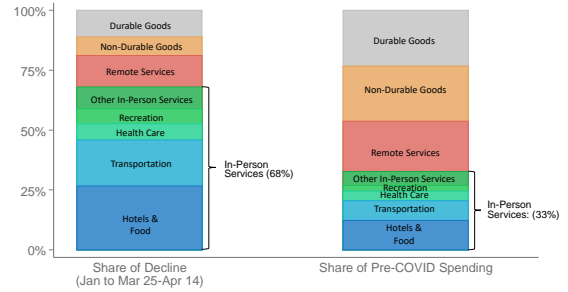 100%
75%
50%
25%
0%
Durable Goods
Non-Durable Goods
Remote Services
Other In-Person Services
Recreation
Health Care
Transportation
Hotels &
Food
In-Person
Services (68%)
Durable Goods
Non-Durable Goods
Remote Services
Other In-Person Services
Recreation
Health Care
Transportation
Hotels &
Food
In-Person
Services: (33%)
Share of Decline
(Jan to Mar 25-Apr 14)
Share of Pre-COVID Spending